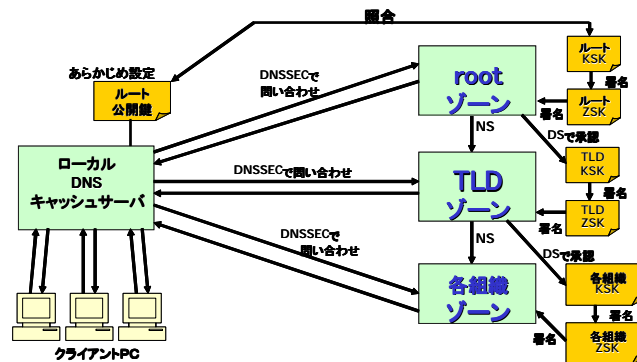 照合
あらかじめ設定
ルート
公開鍵
DNSSECで
問い合わせ
root
ゾーン
ルート
KSK
署名
ルート
ZSK
署名
NS
DSで承認
ローカル
DNS
キャッシュサーバ
DNSSECで問い合わせ
TLD
ゾーン
TLD
KSK
署名
TLD
ZSK
署名
NS
DSで承認
DNSSECで
問い合わせ
各組織
ゾーン
各組織
KSK
署名
各組織
ZSK
署名
クライアントPC